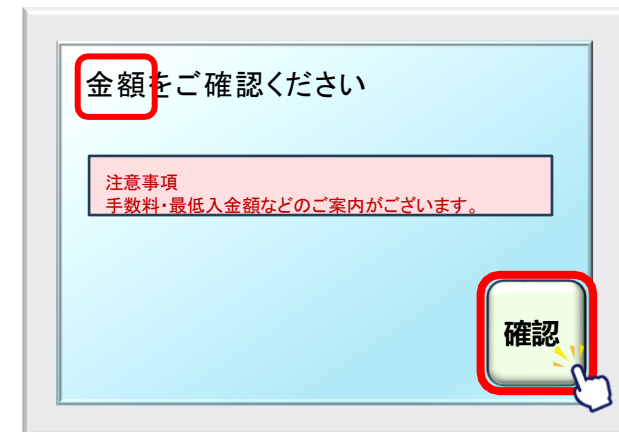 金額をご確認ください
注意事項
手数料・最低入金額などのご案内がございます。
確認